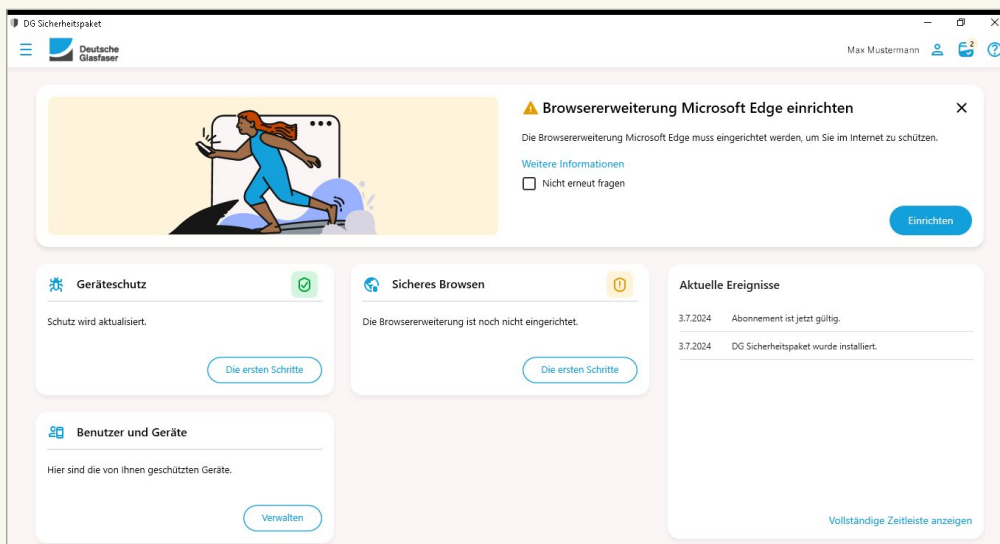 DG Sicherheitspaket
Deutsche
Glasfaser
Max Mustermann
2
Browsererweiterung Microsoft Edge einrichten
Die Browsererweiterung Microsoft Edge muss eingerichtet werden, um Sie im Internet zu schützen.
Weitere Informationen
Nicht erneut fragen
Einrichten
Geräteschutz
Schutz wird aktualisiert.
Die ersten Schritte
Sicheres Browsen
Die Browsererweiterung ist noch nicht eingerichtet.
Die ersten Schritte
Aktuelle Ereignisse
3.7.2024 Abonnement ist jetzt gültig.
3.7.2024 DG Sicherheitspaket wurde installiert.
Vollständige Zeitleiste anzeigen
Benutzer und Geräte
Hier sind die von Ihnen geschützten Geräte.
Verwalten